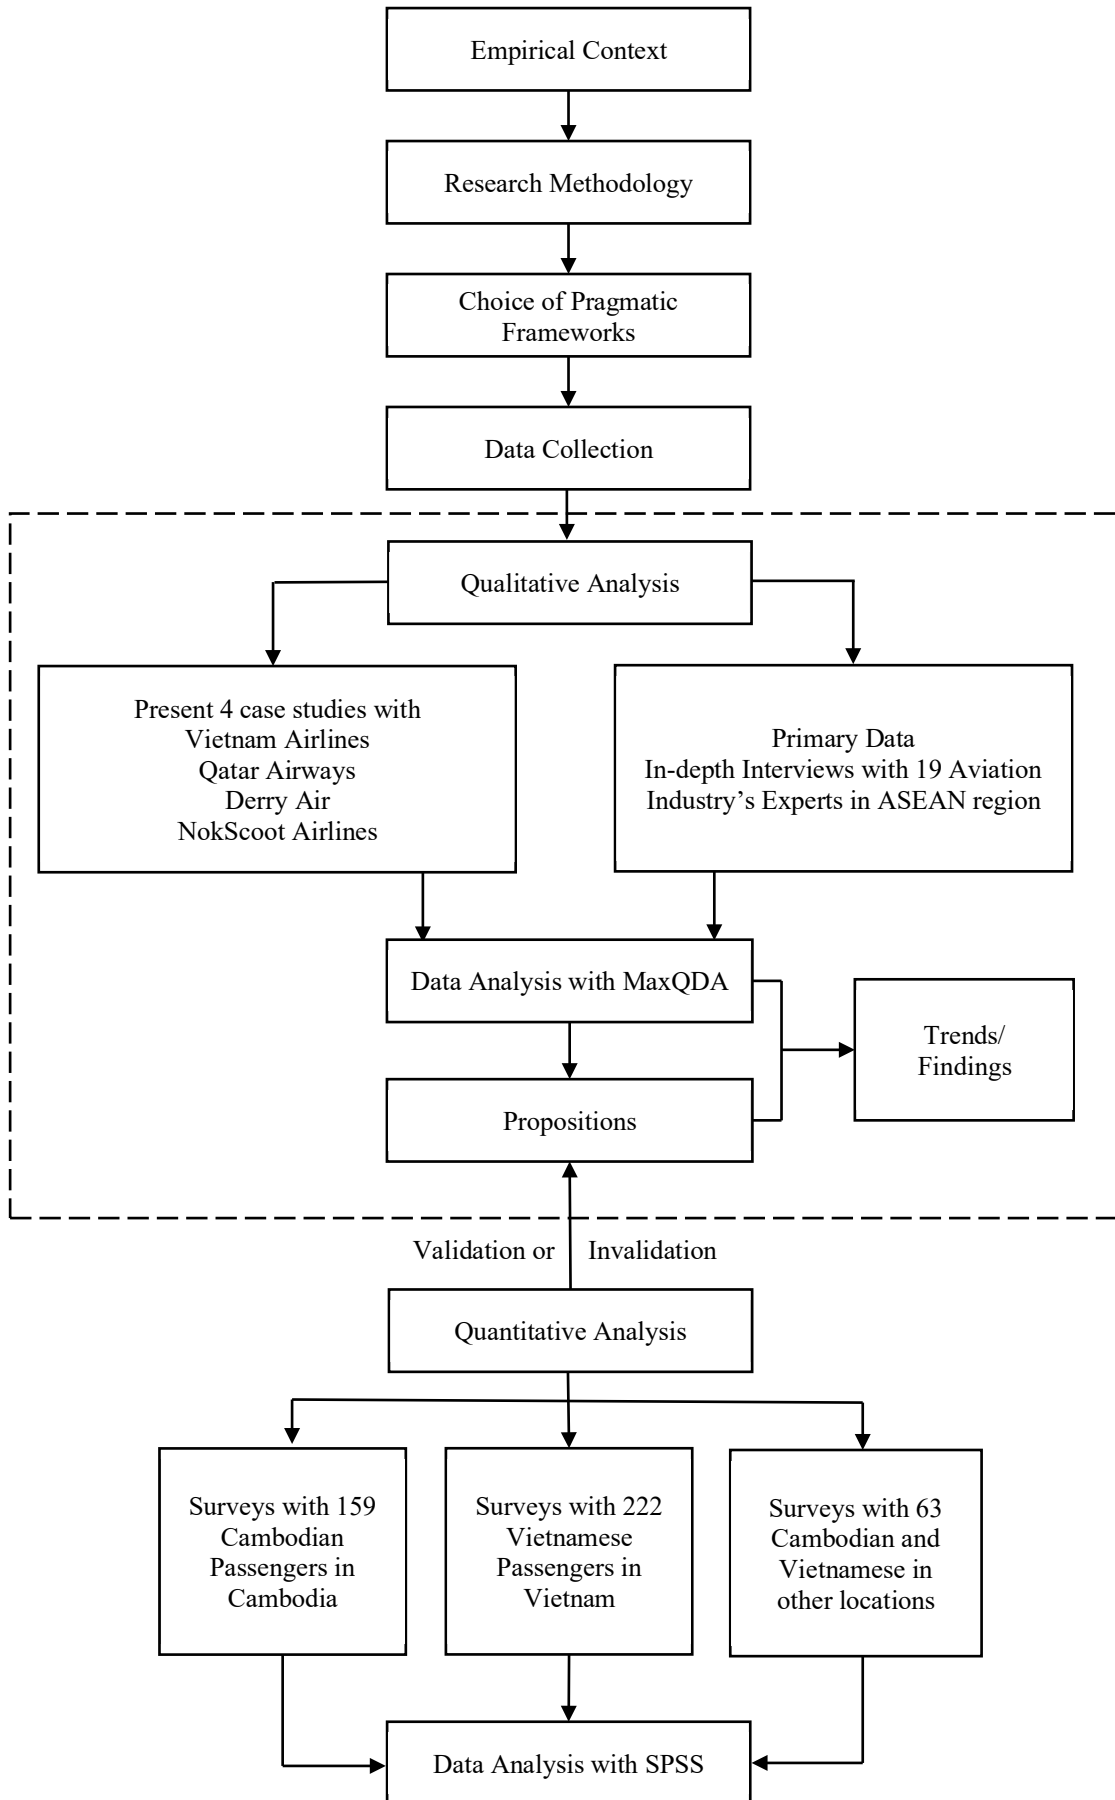 Empirical Context
Research Methodology
Choice of Pragmatic
Frameworks
Data Collection
Qualitative Analysis
Present 4 case studies with
Vietnam Airlines
Qatar Airways
Derry Air
NokScoot Airlines
Primary Data
In-depth Interviews with 19 Aviation
Industry’s Experts in ASEAN region
Data Analysis with MaxQDA
Trends/
Findings
Propositions
Validation or Invalidation
Quantitative Analysis
Surveys with 159
Cambodian
Passengers in
Cambodia
Surveys with 222
Vietnamese
Passengers in
Vietnam
Surveys with 63
Cambodian and
Vietnamese in
other locations
Data Analysis with SPSS